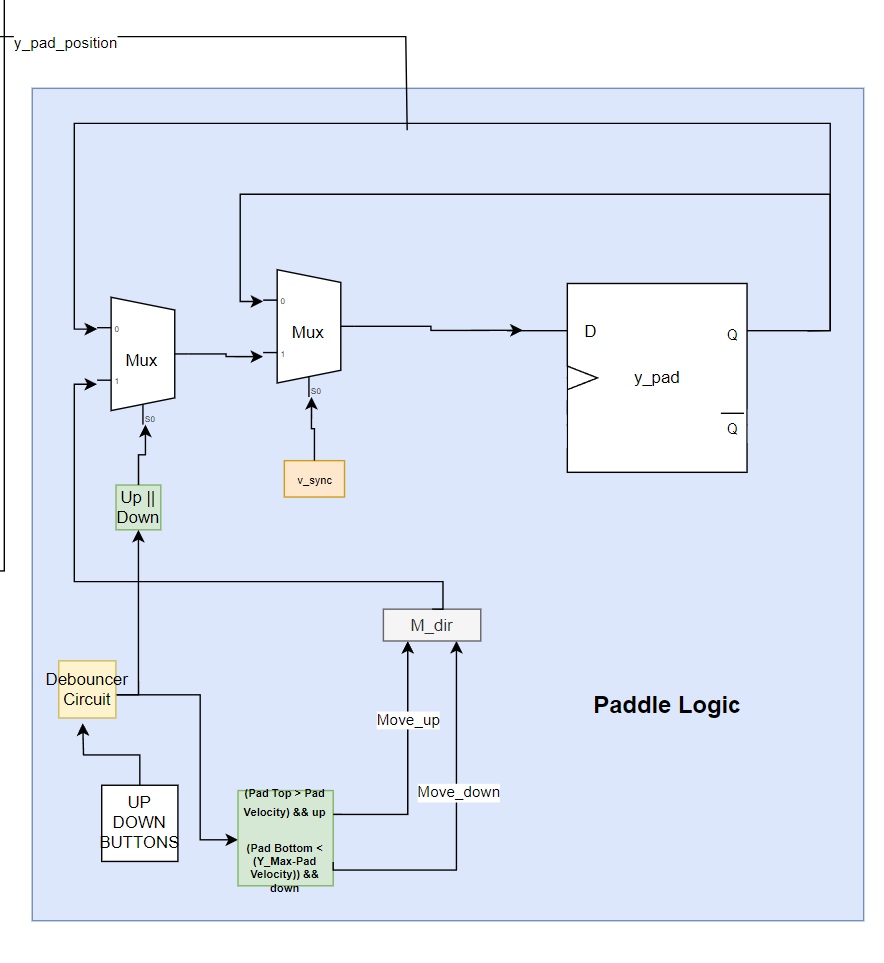 y_pad_position
0
Mux
1
S0
0
Mux
1
S0
D
Q
y_pad
Q
v_sync
Up ||
Down
M_dir
Debouncer
Circuit
Paddle Logic
Move_up
Move_down
UP
DOWN
BUTTONS
(Pad Top > Pad
Velocity) && up
(Pad Bottom <
(Y_Max-Pad
Velocity)) &&
down